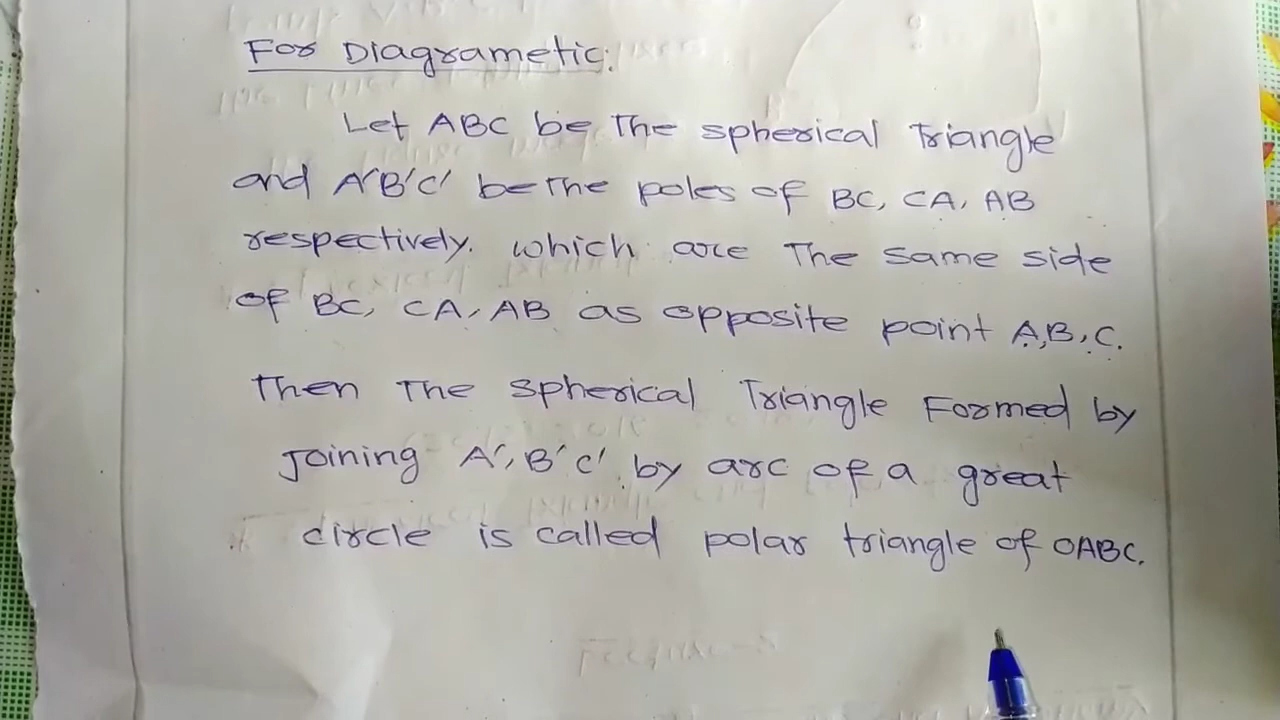 For Diagrametic:
Let ABC be The spherical Triangle
and A'B'C' be The poles of BC, CA, AB
respectively. which are The same side
of BC, CA, AB as opposite point A,B,C.
Then The spherical Triangle Formed by
Joining A', B' C' by arc of a great
circle is called polar triangle of OABC.